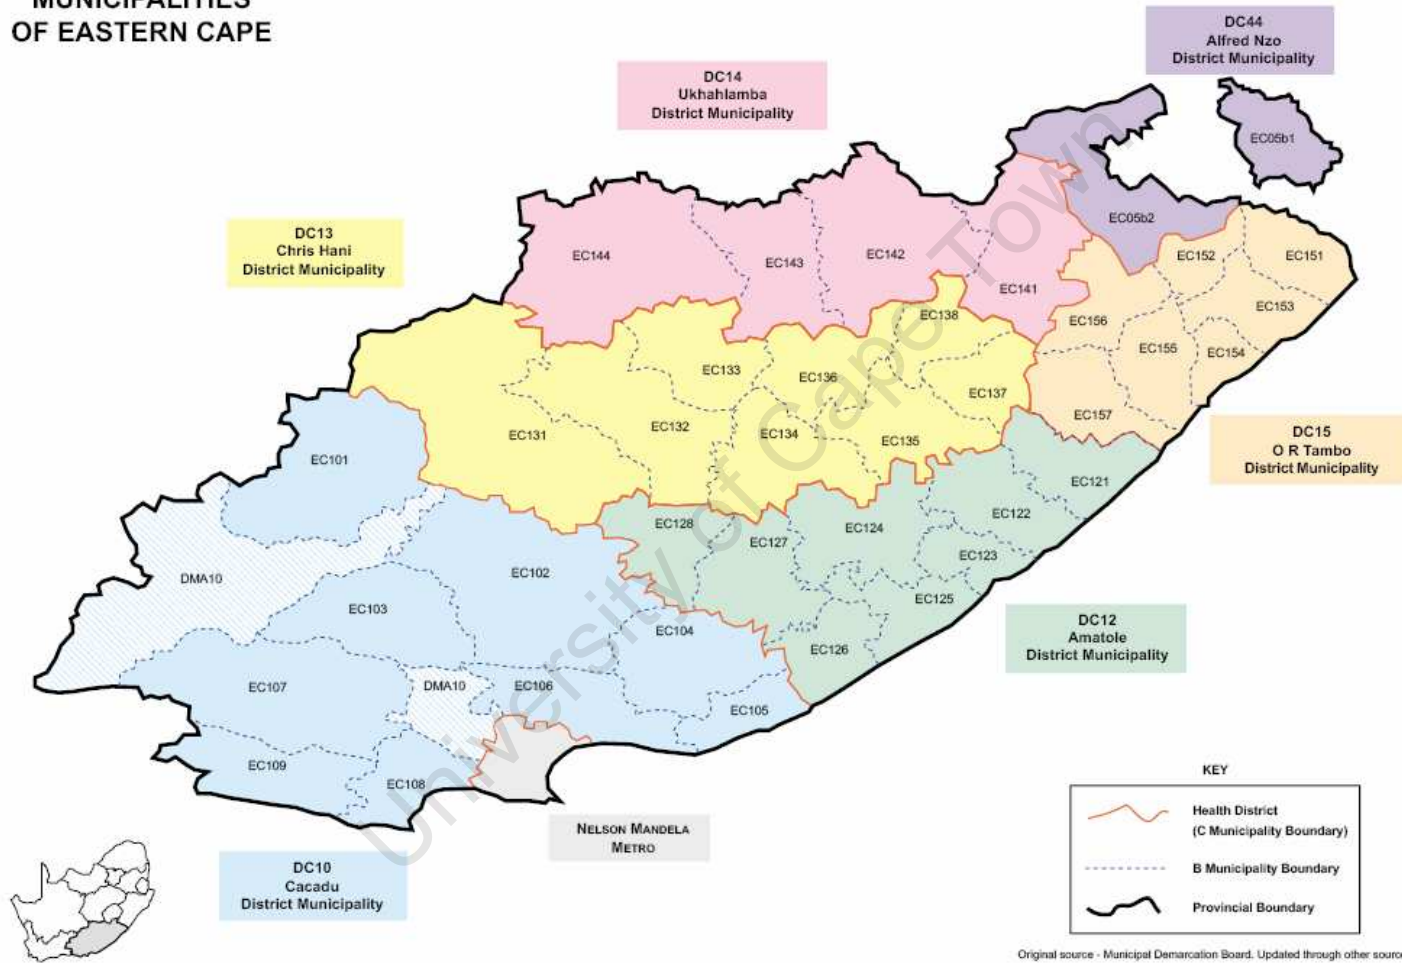 MUNICIPALITIES
OF EASTERN CAPE
DC44
Alfred Nzo
District Municipality
DC14
Ukhahlamba
District Municipality
EC05b1
EC05b2
DC13
Chris Hani
District Municipality
EC144
EC143
EC142
EC141
EC152
EC151
EC153
EC156
EC155
EC154
EC157
EC138
EC133
EC136
EC137
EC131
EC132
EC134
EC135
DC15
O R Tambo
District Municipality
EC101
EC121
EC122
EC128
EC127
EC124
EC123
EC125
EC126
DMA10
EC102
EC103
EC104
DC12
Amatole
District Municipality
EC107
DMA10
EC106
EC105
EC109
EC108
NELSON MANDELA
METRO
DC10
Cacadu
District Municipality
KEY
Health District
(C Municipality Boundary)
B Municipality Boundary
Provincial Boundary
Original source - Municipal Demarcation Board. Updated through other source
University of Cape Town